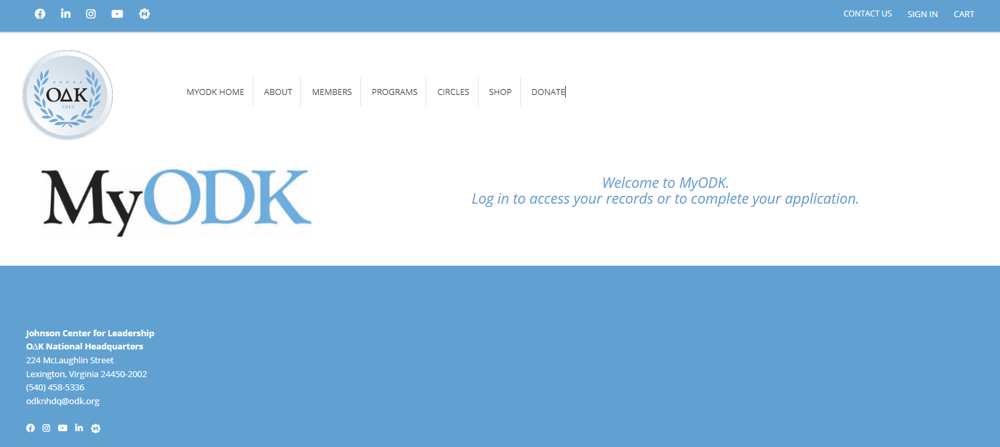 CONTACT US
SIGN IN
CART
ΟΔΚ
1914
MYODK HOME
ABOUT
MEMBERS
PROGRAMS
CIRCLES
SHOP
DONATE
MyODK
Welcome to MyODK.
Log in to access your records or to complete your application.
Johnson Center for Leadership
OΔK National Headquarters
224 McLaughlin Street
Lexington, Virginia 24450-2002
(540) 458-5336
odknhdq@odk.org